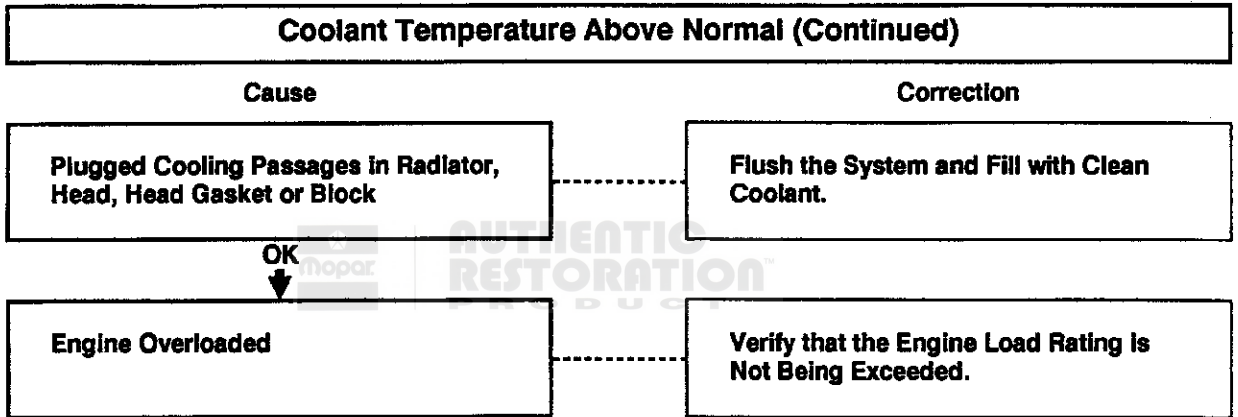 Coolant Temperature Above Normal (Continued)
Cause
Correction
Plugged Cooling Passages in Radiator,
Head, Head Gasket or Block
Flush the System and Fill with Clean
Coolant.
OK
mopar.
AUTHENTIC
RESTORATION™
PRODUCT
Engine Overloaded
Verify that the Engine Load Rating is
Not Being Exceeded.